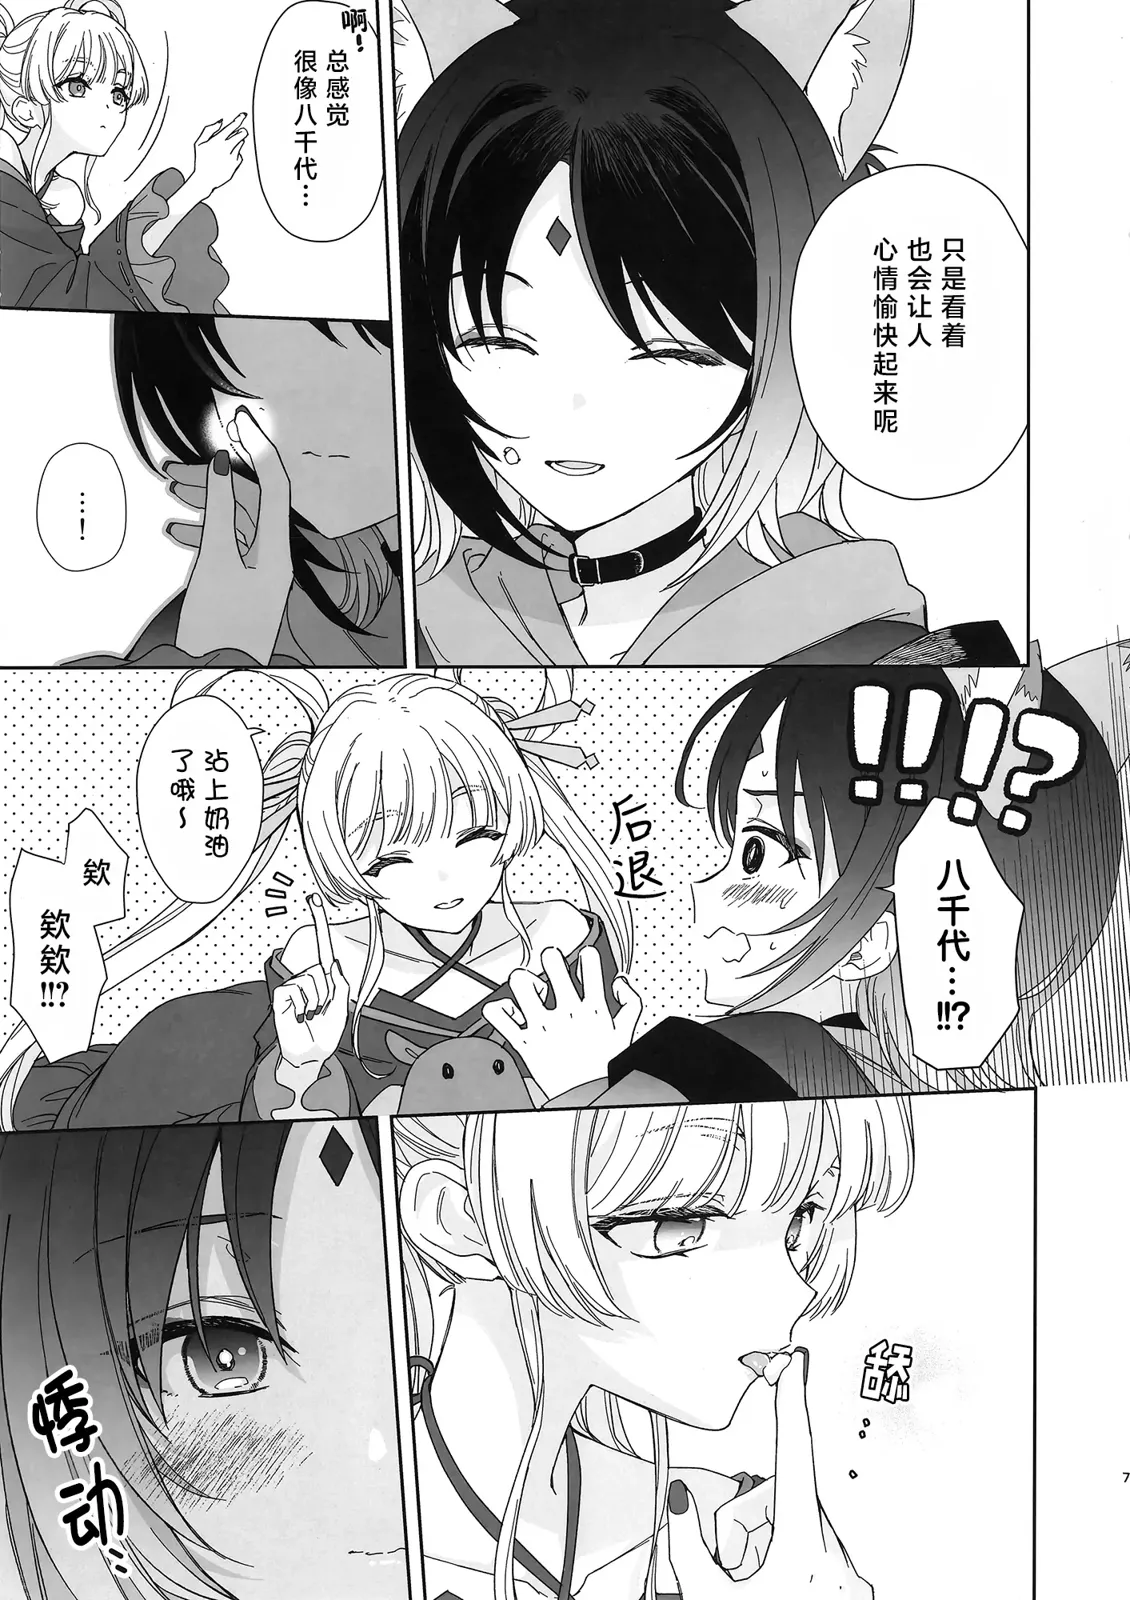 只是看着
也会让人
心情愉快起来呢
啊!
总感觉
很像八千代…
…!
!!!?
八千代…!!?
后退
沾上奶油
了哦～
欸
欸欸!!?
舔…
悸动…
7